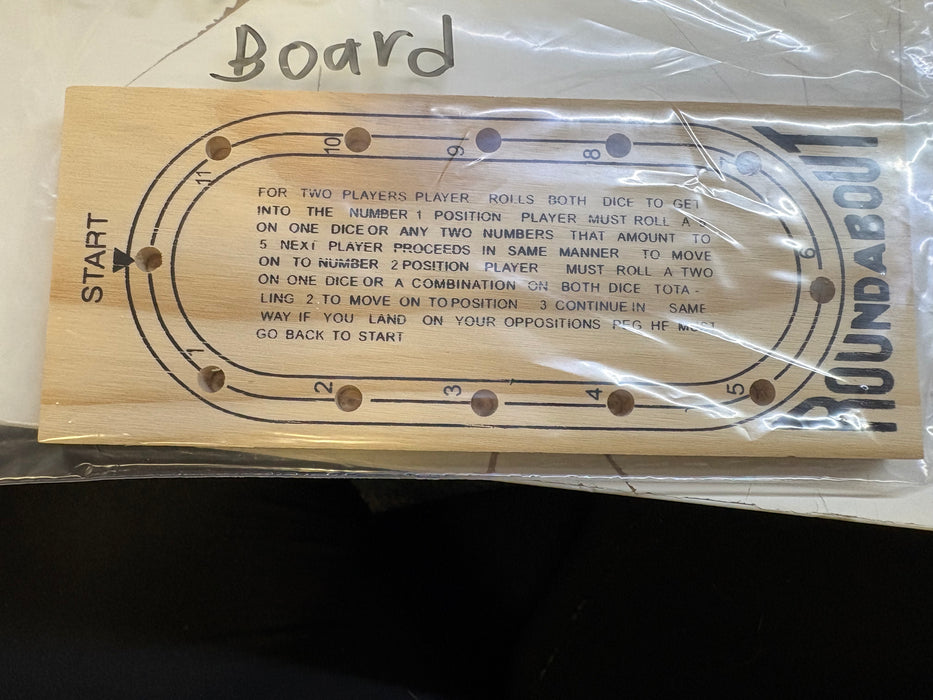 Board
START
FOR TWO PLAYERS PLAYER ROLLS BOTH DICE TO GET
INTO THE NUMBER 1 POSITION PLAYER MUST ROLL A
ON ONE DICE OR ANY TWO NUMBERS THAT AMOUNT TO
5 NEXT PLAYER PROCEEDS IN SAME MANNER TO MOVE
ON TO NUMBER 2 POSITION PLAYER MUST ROLL A TWO
ON ONE DICE OR A COMBINATION ON BOTH DICE TOTA -
LING 2 TO MOVE ON TO POSITION 3 CONTINUE IN SAME
WAY IF YOU LAND ON YOUR OPPOSITIONS PEG HE MUST
GO BACK TO START
1
2
3
4
5
6
7
8
9
10
11
ROUNDABOUT